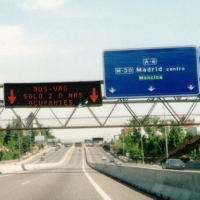 BUS-VAO
SOLO 2 O MAS
OCUPANTES
A-6
M-30 Madrid centro
Moncloa